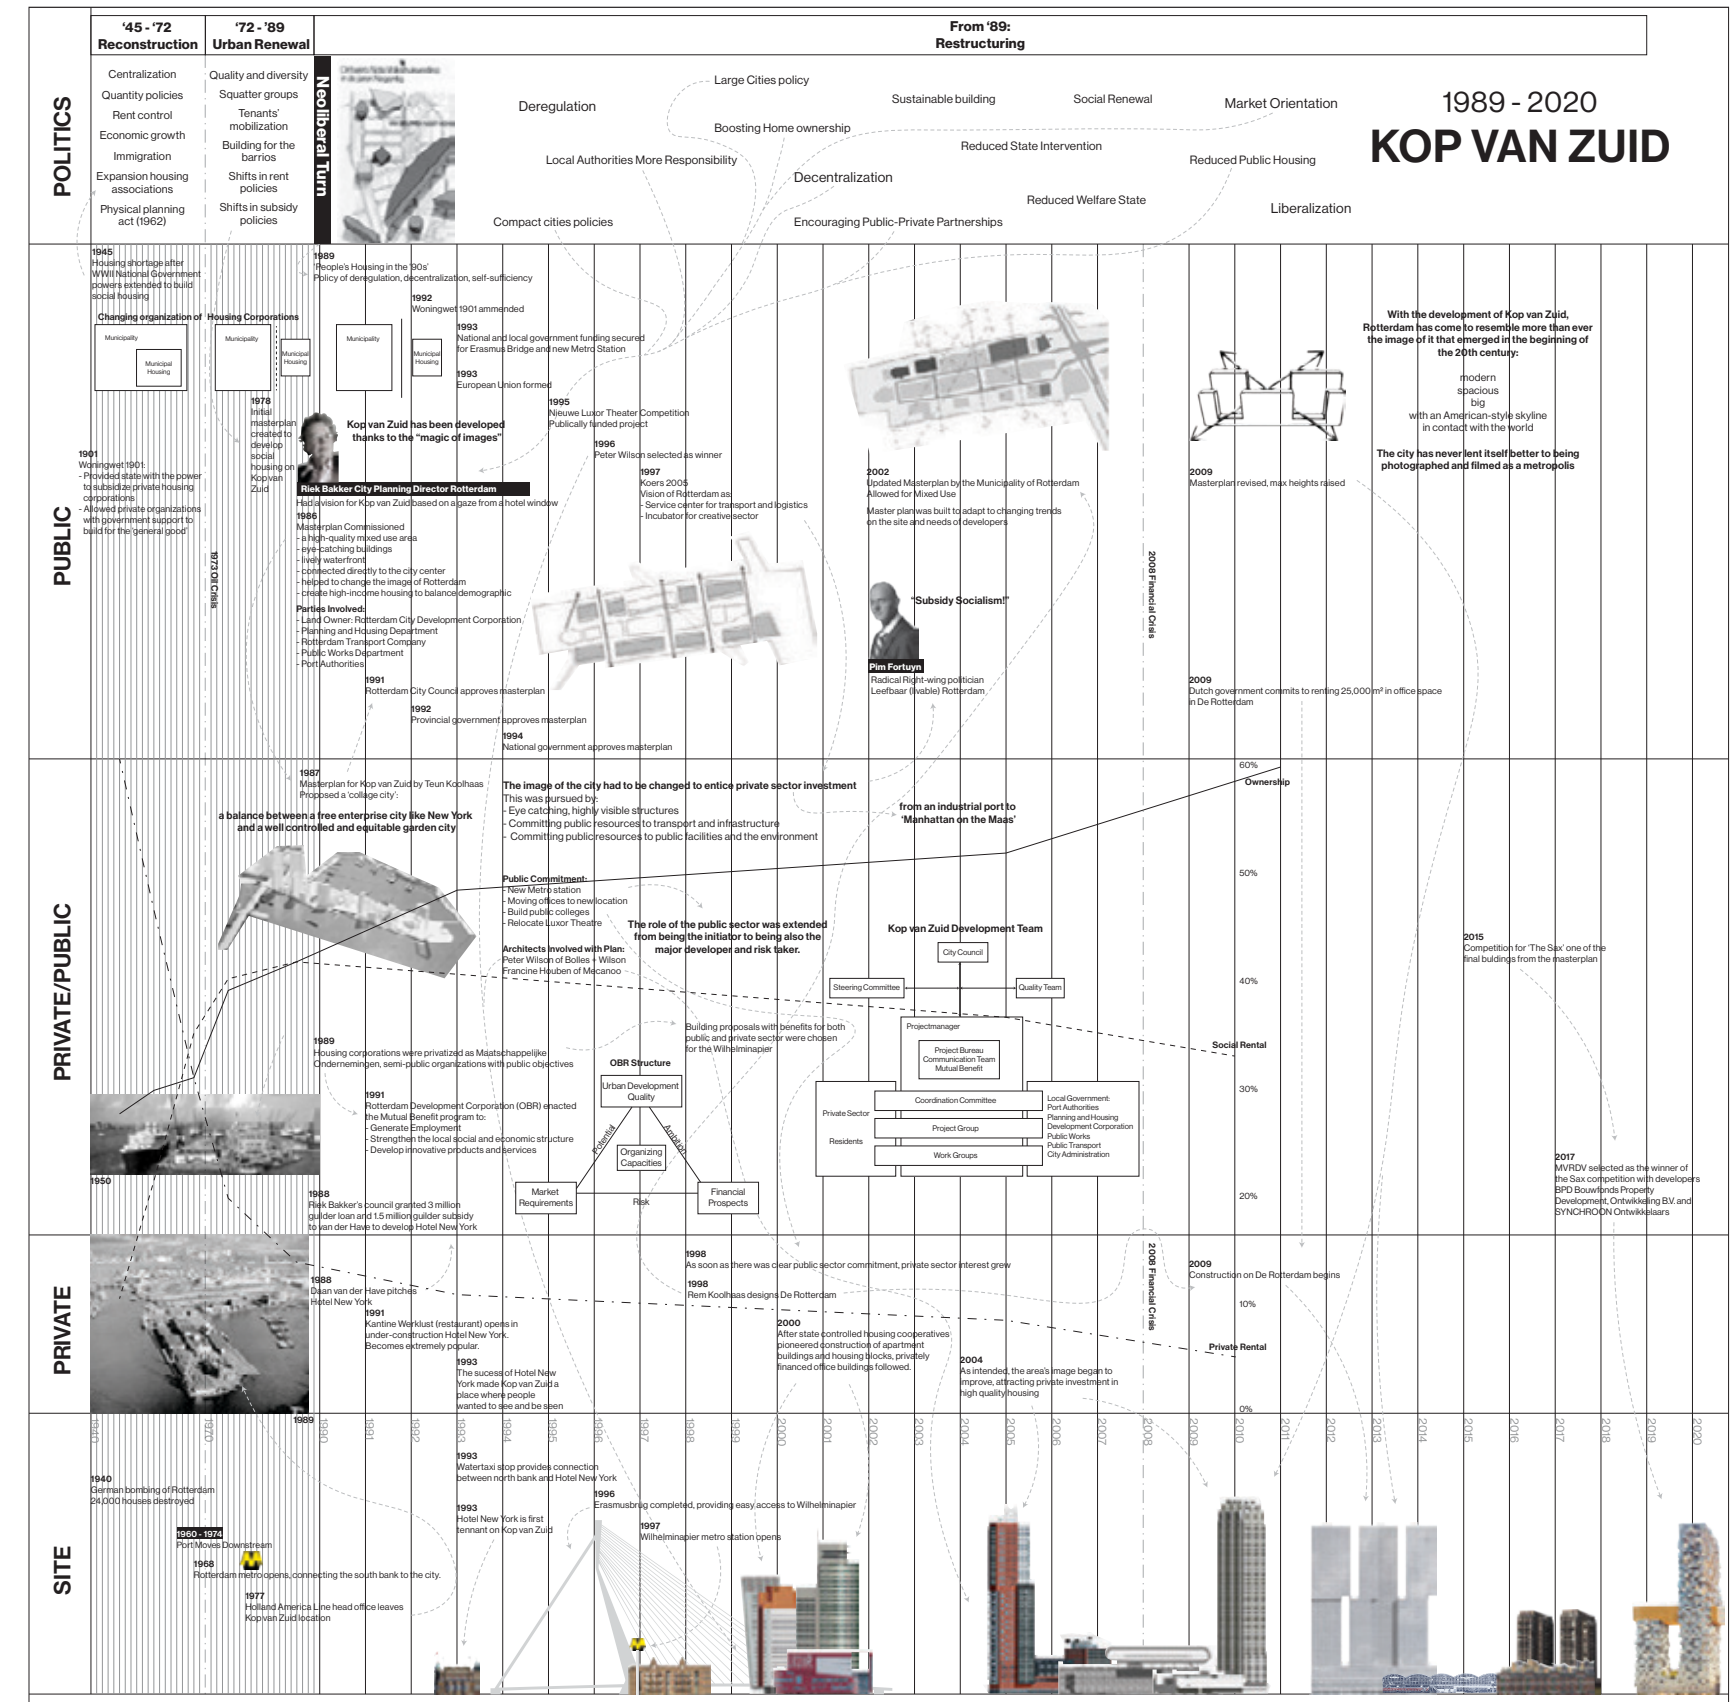 '45 - '72
Reconstruction
'72 - '89
Urban Renewal
From '89:
Restructuring
POLITICS
Centralization
Quantity policies
Rent control
Economic growth
Immigration
Expansion housing
associations
Physical planning
act (1962)
Quality and diversity
Squatter groups
Tenants'
mobilization
Building for the
barrios
Shifts in rent
policies
Shifts in subsidy
policies
Neoliberal Turn
Deregulation
Large Cities policy
Boosting Home ownership
Local Authorities More Responsibility
Decentralization
Compact cities policies
Encouraging Public-Private Partnerships
Sustainable building
Social Renewal
Market Orientation
Reduced State Intervention
Reduced Public Housing
Reduced Welfare State
Liberalization
1989 - 2020
KOP VAN ZUID
PUBLIC
1945
Housing shortage after
WWII National Government
powers extended to build
social housing
Changing organization of Housing Corporations
Municipality
Municipal
Housing
Municipality
Municipal
Housing
Municipality
Municipal
Housing
1989
'People's Housing in the '90s'
Policy of deregulation, decentralization, self-sufficiency
1992
Woningwet 1901 ammended
1993
National and local government funding secured
for Erasmus Bridge and new Metro Station
1993
European Union formed
1995
Nieuwe Luxor Theater Competition
Publically funded project
1996
Peter Wilson selected as winner
1997
Koers 2005
Vision of Rotterdam as:
- Service center for transport and logistics
- Incubator for creative sector
1978
Initial
masterplan
created to
develop
social
housing on
Kop van
Zuid
1901
Woningwet 1901:
- Provided state with the power
to subsidize private housing
corporations
- Allowed private organizations
with government support to
build for the 'general good'
1973 Oil Crisis
Kop van Zuid has been developed
thanks to the "magic of images"
Riek Bakker City Planning Director Rotterdam
Had a vision for Kop van Zuid based on a gaze from a hotel window
1986
Masterplan Commissioned
- a high-quality mixed use area
- eye-catching buildings
- lively waterfront
- connected directly to the city center
- helped to change the image of Rotterdam
- create high-income housing to balance demographic
Parties Involved:
- Land Owner: Rotterdam City Development Corporation
- Planning and Housing Department
- Rotterdam Transport Company
- Public Works Department
- Port Authorities
1991
Rotterdam City Council approves masterplan
1992
Provincial government approves masterplan
1994
National government approves masterplan
2002
Updated Masterplan by the Municipality of Rotterdam
Allowed for Mixed Use
Master plan was built to adapt to changing trends
on the site and needs of developers
"Subsidy Socialism!"
Pim Fortuyn
Radical Right-wing politician
Leefbaar (livable) Rotterdam
2008 Financial Crisis
2009
Masterplan revised, max heights raised
2009
Dutch government commits to renting 25,000 m² in office space
in De Rotterdam
With the development of Kop van Zuid,
Rotterdam has come to resemble more than ever
the image of it that emerged in the beginning of
the 20th century:
modern
spacious
big
with an American-style skyline
in contact with the world
The city has never lent itself better to being
photographed and filmed as a metropolis
PRIVATE/PUBLIC
1987
Masterplan for Kop van Zuid by Teun Koolhaas
Proposed a 'collage city':
a balance between a free enterprise city like New York
and a well controlled and equitable garden city
The image of the city had to be changed to entice private sector investment
This was pursued by:
- Eye catching, highly visible structures
- Committing public resources to transport and infrastructure
- Committing public resources to public facilities and the environment
from an industrial port to
'Manhattan on the Maas'
Public Commitment:
- New Metro station
- Moving offices to new location
- Build public colleges
- Relocate Luxor Theatre
Architects Involved with Plan:
Peter Wilson of Bolles + Wilson
Francine Houben of Mecanoo
The role of the public sector was extended
from being the initiator to being also the
major developer and risk taker.
Kop van Zuid Development Team
City Council
Steering Committee
Quality Team
Projectmanager
Project Bureau
Communication Team
Mutual Benefit
Private Sector
Residents
Coordination Committee
Project Group
Work Groups
Local Government:
Port Authorities
Planning and Housing
Development Corporation
Public Works
Public Transport
City Administration
60%
Ownership
50%
40%
Social Rental
30%
20%
10%
Private Rental
0%
1989
Housing corporations were privatized as Maatschappelijke
Ondernemingen, semi-public organizations with public objectives
1991
Rotterdam Development Corporation (OBR) enacted
the Mutual Benefit program to:
- Generate Employment
- Strengthen the local social and economic structure
- Develop innovative products and services
Building proposals with benefits for both
public and private sector were chosen
for the Wilhelminapier
OBR Structure
Urban Development
Quality
Potential
Ambition
Organizing
Capacities
Market
Requirements
Risk
Financial
Prospects
1950
1988
Riek Bakker's council granted 3 million
guilder loan and 1.5 million guilder subsidy
to van der Have to develop Hotel New York
2015
Competition for 'The Sax' one of the
final buldings from the masterplan
2017
MVRDV selected as the winner of
the Sax competition with developers
BPD Bouwfonds Property
Development, Ontwikkeling B.V. and
SYNCHROON Ontwikkelaars
PRIVATE
1988
Daan van der Have pitches
Hotel New York
1991
Kantine Werklust (restaurant) opens in
under-construction Hotel New York.
Becomes extremely popular.
1993
The sucess of Hotel New
York made Kop van Zuid a
place where people
wanted to see and be seen
1998
As soon as there was clear public sector commitment, private sector interest grew
1998
Rem Koolhaas designs De Rotterdam
2000
After state controlled housing cooperatives
pioneered construction of apartment
buildings and housing blocks, privately
financed office buildings followed.
2004
As intended, the area's image began to
improve, attracting private investment in
high quality housing
2008 Financial Crisis
2009
Construction on De Rotterdam begins
1989
1940
1970
1990
1991
1992
1993
1994
1995
1996
1997
1998
1999
2000
2001
2002
2003
2004
2005
2006
2007
2008
2009
2010
2011
2012
2013
2014
2015
2016
2017
2018
2019
2020
SITE
1940
German bombing of Rotterdam
24,000 houses destroyed
1960 - 1974
Port Moves Downstream
1968
Rotterdam metro opens, connecting the south bank to the city.
1977
Holland America Line head office leaves
Kop van Zuid location
1993
Watertaxi stop provides connection
between north bank and Hotel New York
1993
Hotel New York is first
tennant on Kop van Zuid
1996
Erasmusbrug completed, providing easy access to Wilhelminapier
1997
Wilhelminapier metro station opens